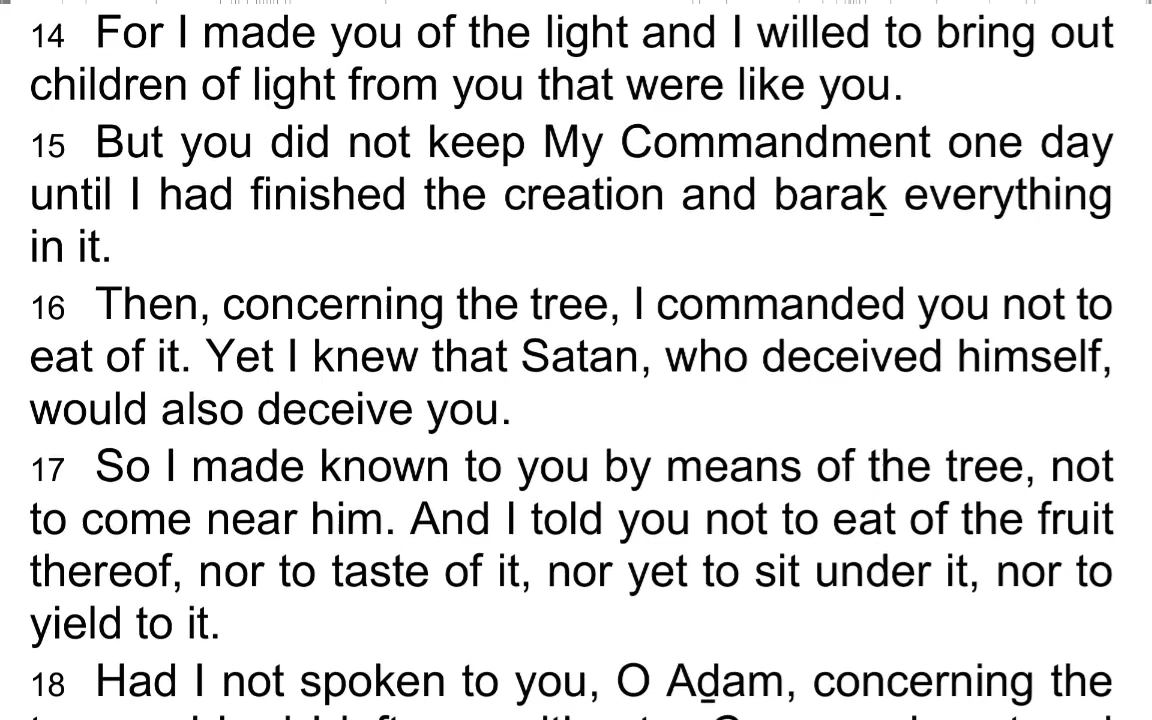 14 For I made you of the light and I willed to bring out
children of light from you that were like you.
15 But you did not keep My Commandment one day
until I had finished the creation and baraḵ everything
in it.
16 Then, concerning the tree, I commanded you not to
eat of it. Yet I knew that Satan, who deceived himself,
would also deceive you.
17 So I made known to you by means of the tree, not
to come near him. And I told you not to eat of the fruit
thereof, nor to taste of it, nor yet to sit under it, nor to
yield to it.
18 Had I not spoken to you, O Aḏam, concerning the